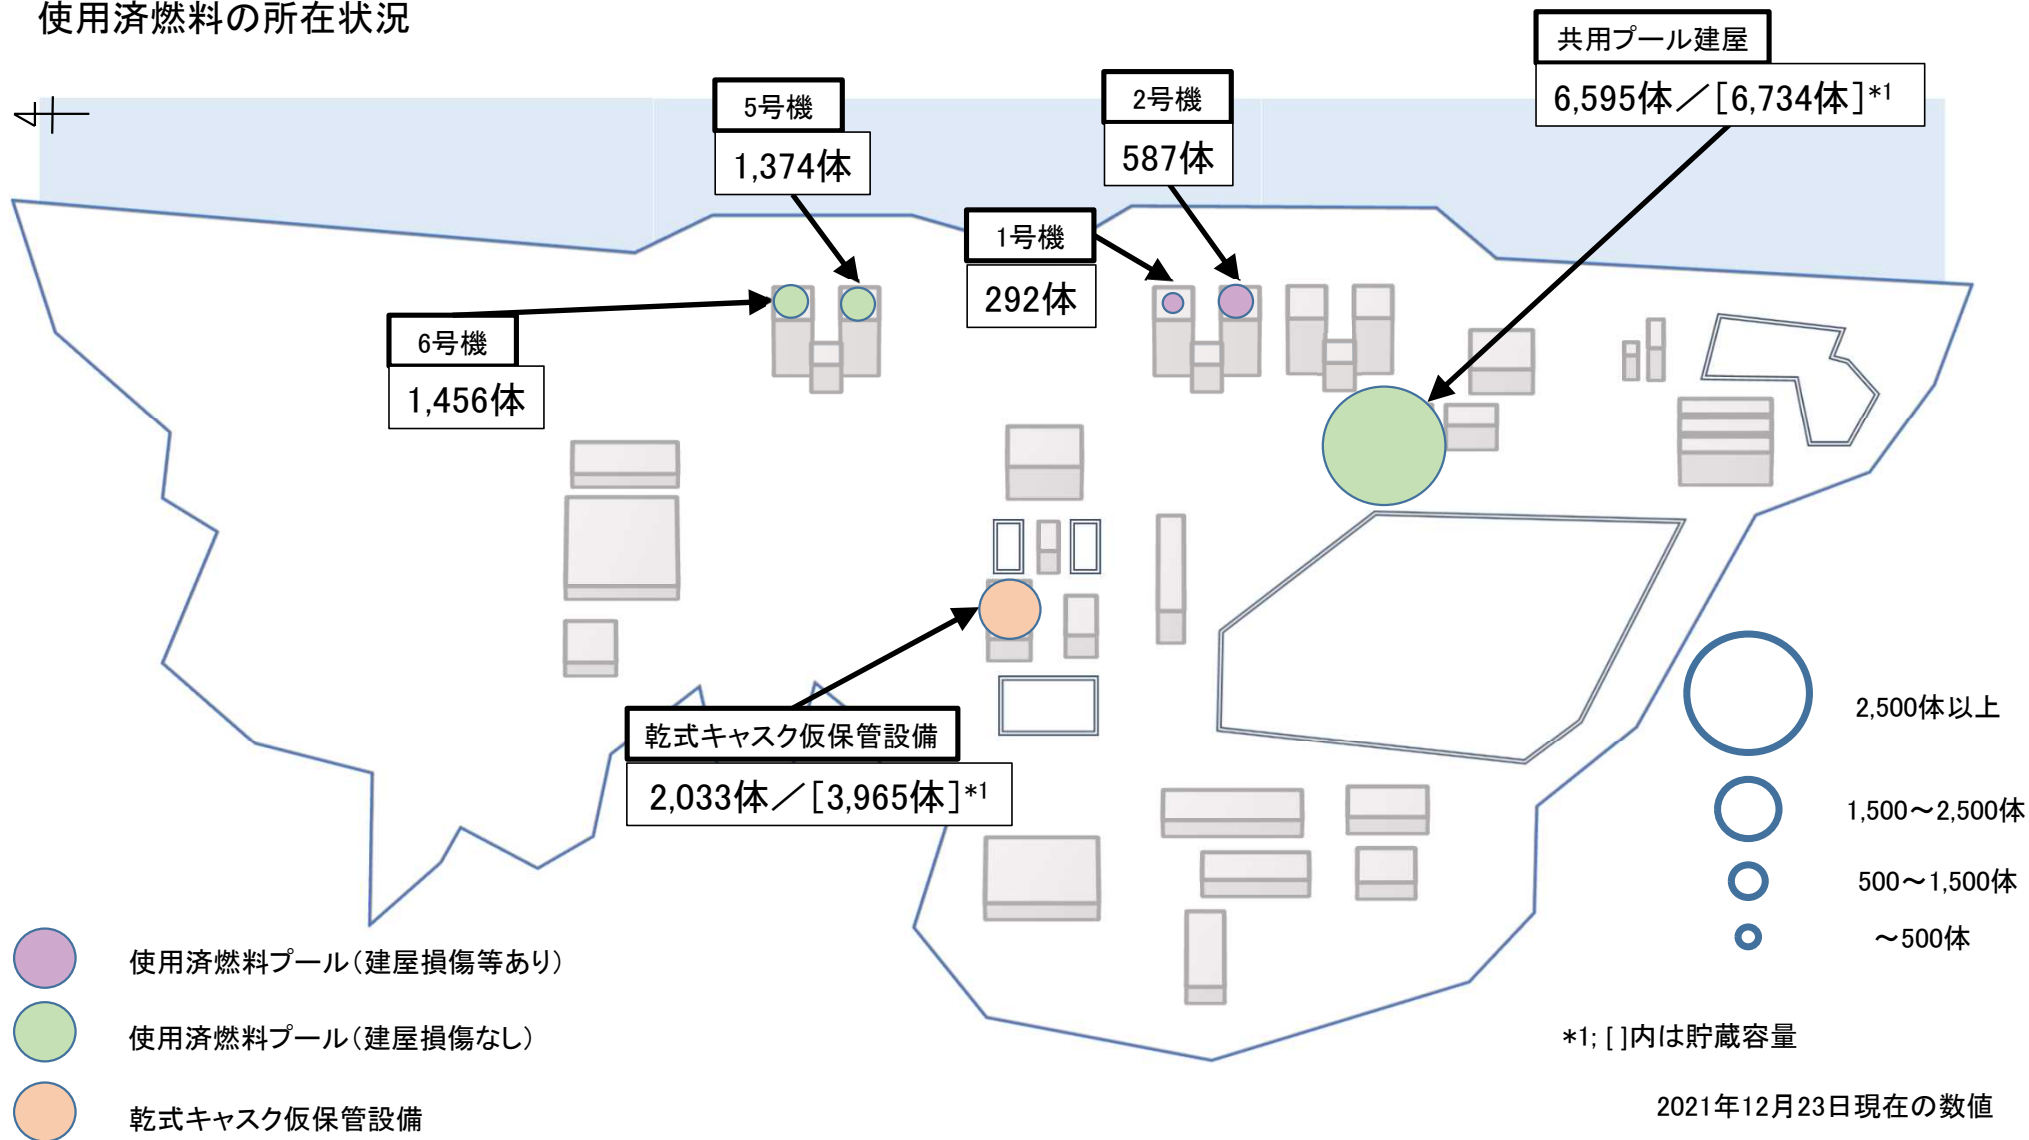 使用済燃料の所在状況
共用プール建屋
6,595体／[6,734体]*1
5号機
1,374体
2号機
587体
1号機
292体
6号機
1,456体
乾式キャスク仮保管設備
2,033体／[3,965体]*1
2,500体以上
1,500～2,500体
500～1,500体
～500体
使用済燃料プール（建屋損傷等あり）
使用済燃料プール（建屋損傷なし）
乾式キャスク仮保管設備
*1; [ ]内は貯蔵容量
2021年12月23日現在の数値